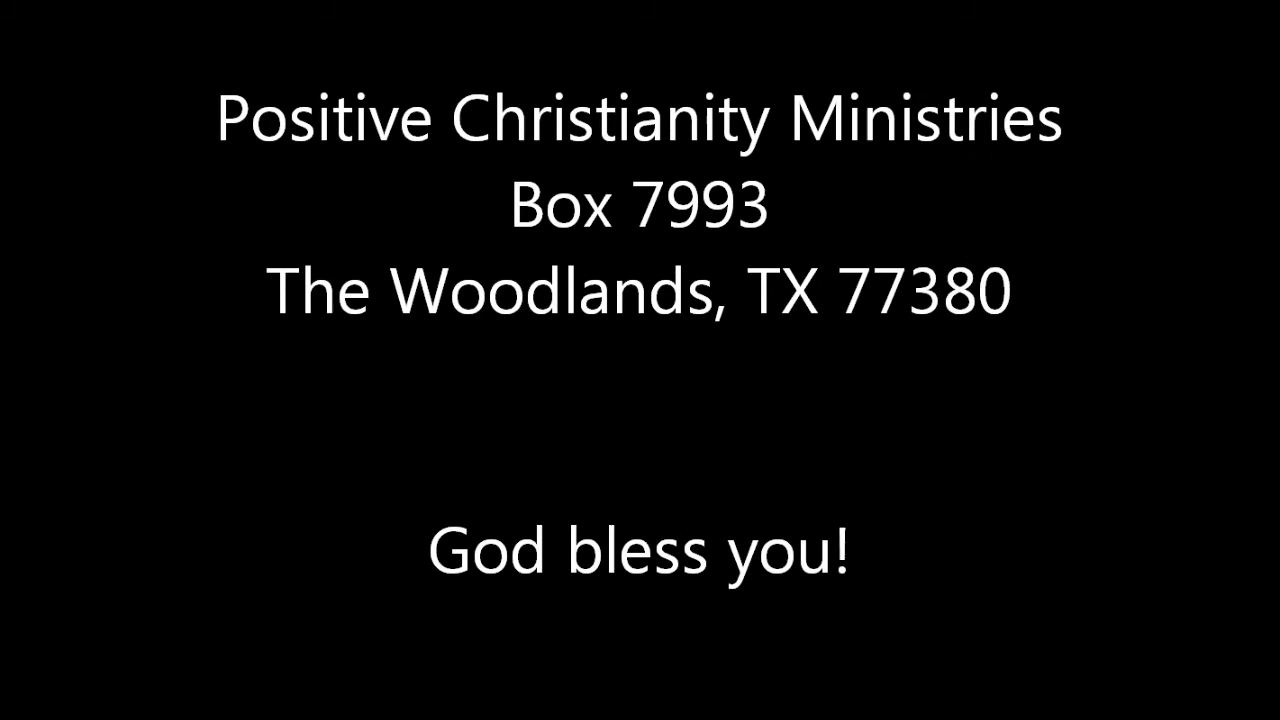 Positive Christianity Ministries
Box 7993
The Woodlands, TX 77380
God bless you!